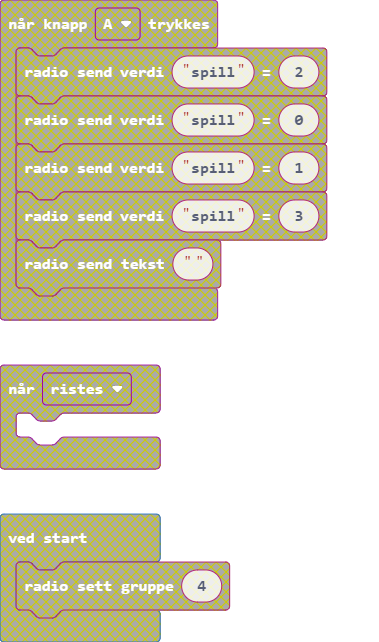 når knapp A trykkes
radio send verdi "spill" = 2
radio send verdi "spill" = 0
radio send verdi "spill" = 1
radio send verdi "spill" = 3
radio send tekst " "
når ristes
ved start
radio sett gruppe 4